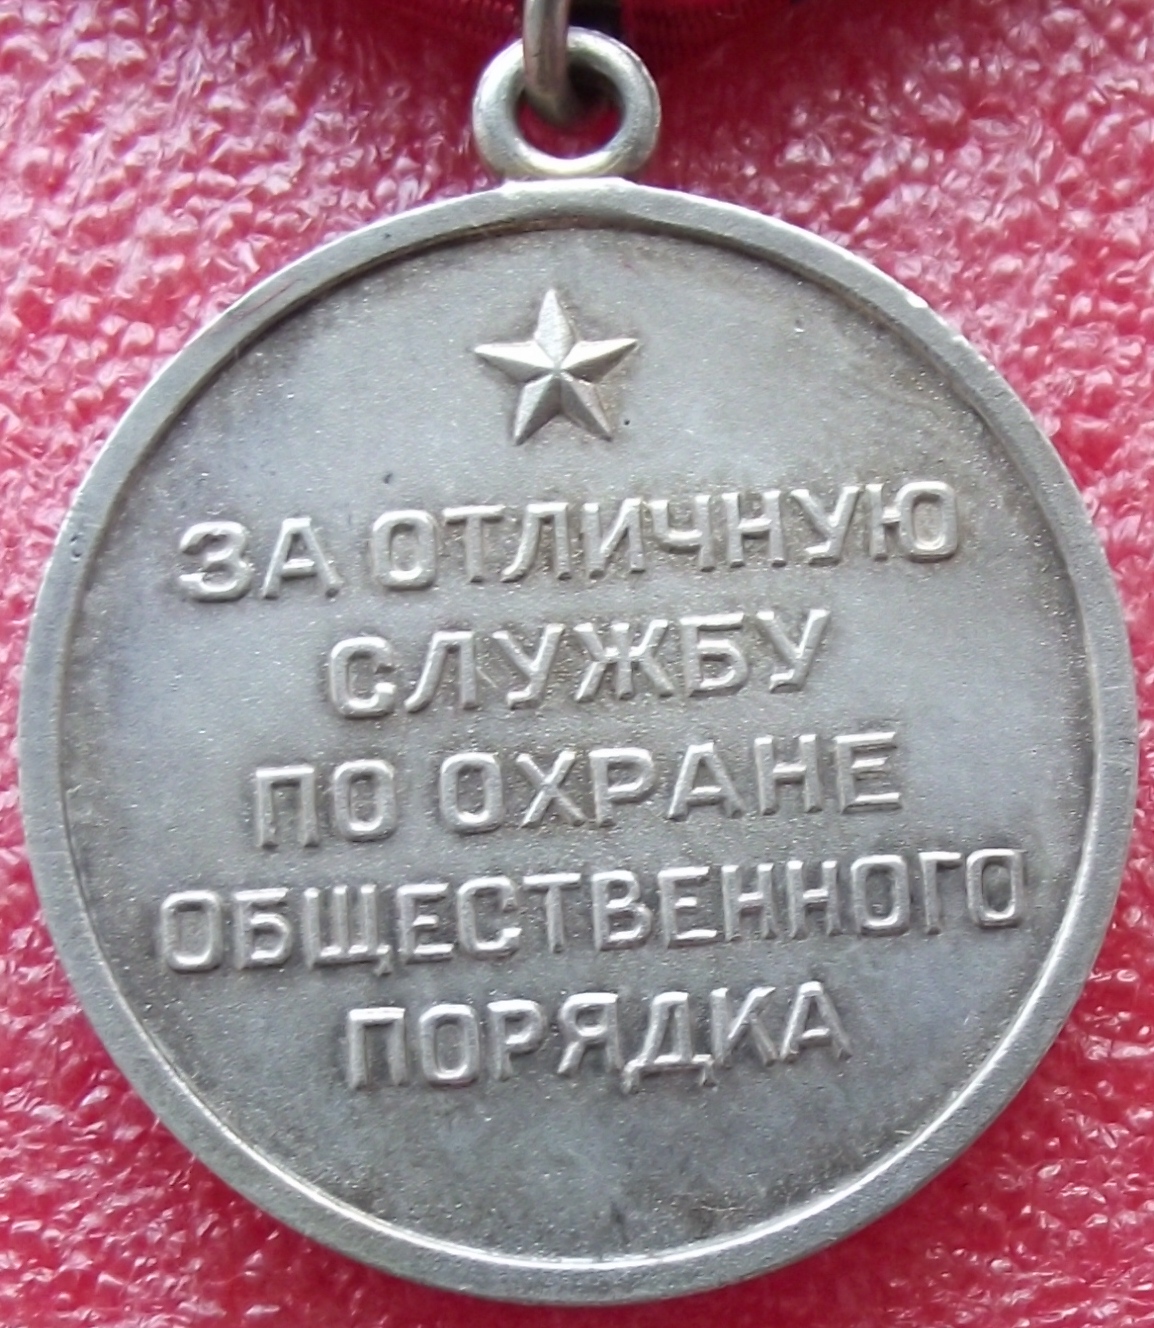 ЗА ОТЛИЧНУЮ
СЛУЖБУ
ПО ОХРАНЕ
ОБЩЕСТВЕННОГО
ПОРЯДКА